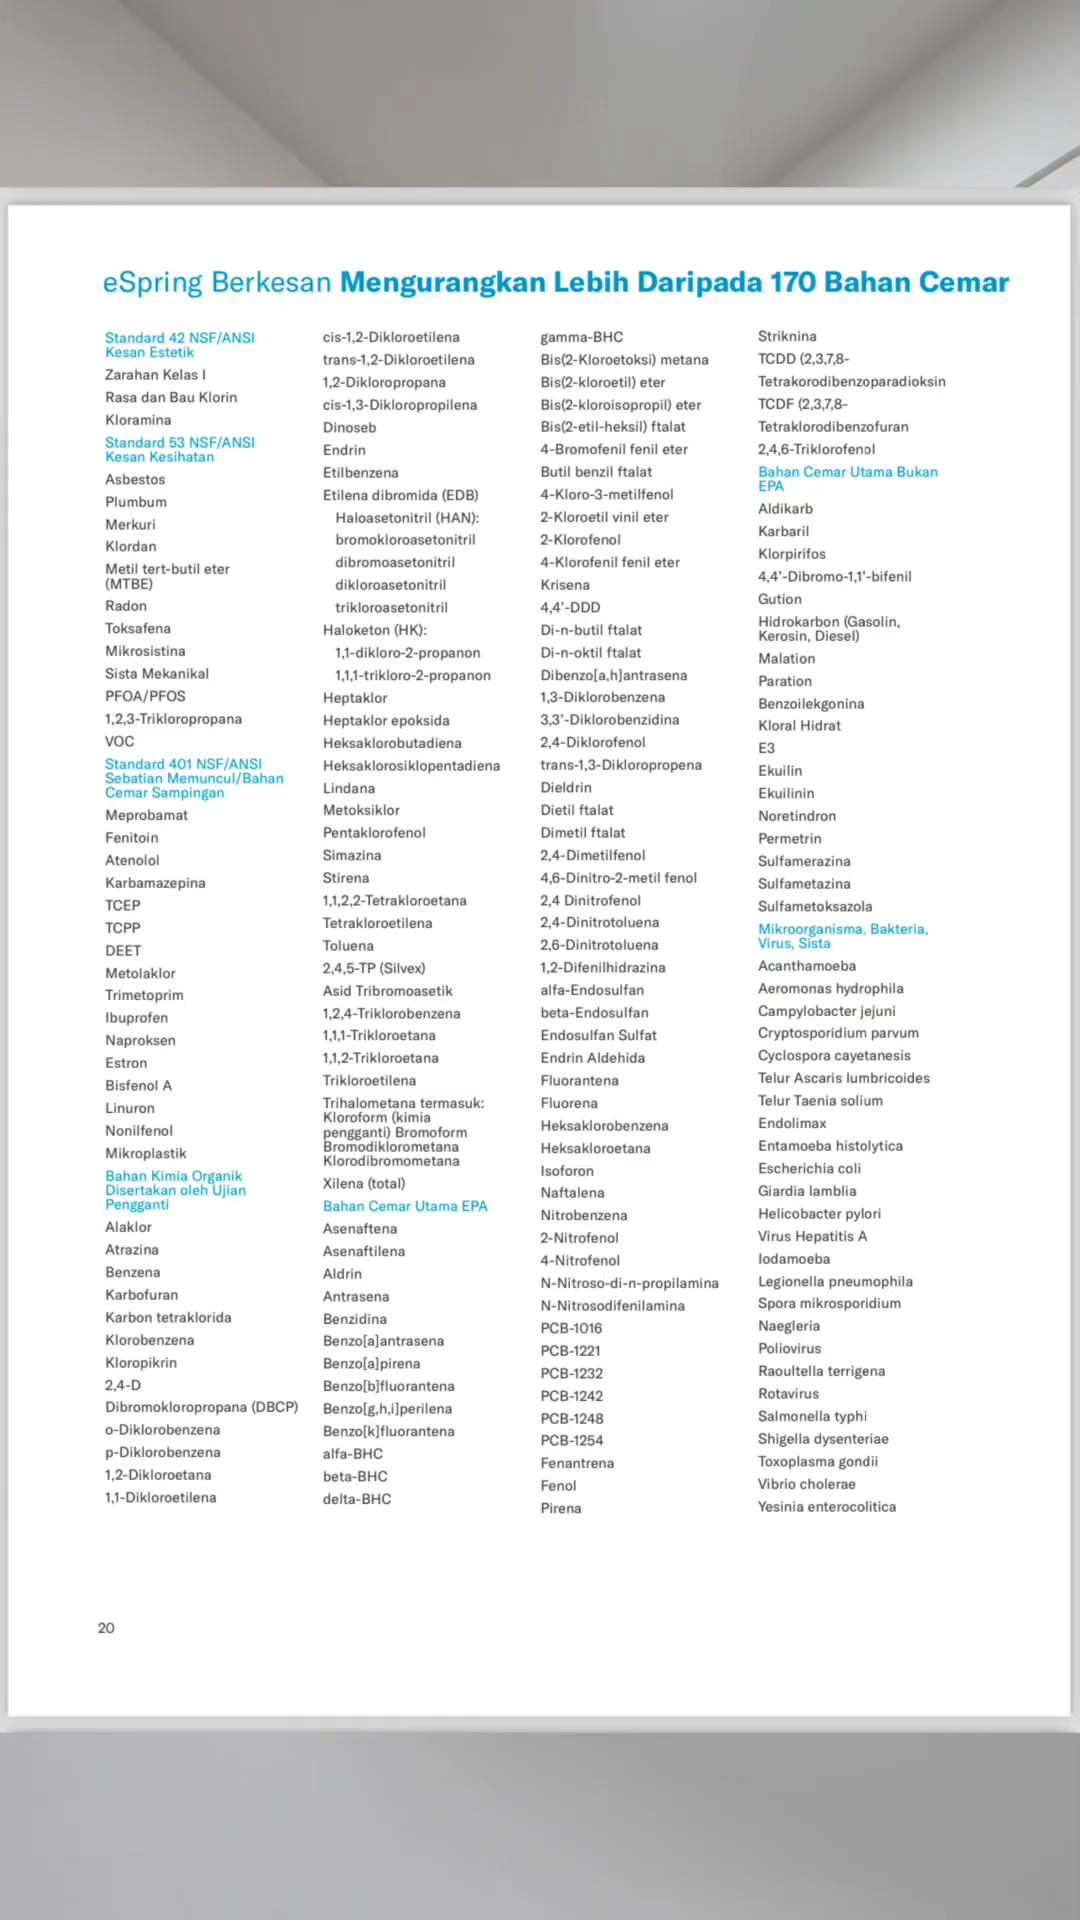 eSpring Berkesan Mengurangkan Lebih Daripada 170 Bahan Cemar
Standard 42 NSF/ANSI
Kesan Estetik
Zarahan Kelas I
Rasa dan Bau Klorin
Kloramina
Standard 53 NSF/ANSI
Kesan Kesihatan
Asbestos
Plumbum
Merkuri
Klordan
Metil tert-butil eter
(MTBE)
Radon
Toksafena
Mikrosistina
Sista Mekanikal
PFOA/PFOS
1,2,3-Trikloropropana
VOC
Standard 401 NSF/ANSI
Sebatian Memuncul/Bahan
Cemar Sampingan
Meprobamat
Fenitoin
Atenolol
Karbamazepina
TCEP
TCPP
DEET
Metolaklor
Trimetoprim
Ibuprofen
Naproksen
Estron
Bisfenol A
Linuron
Nonilfenol
Mikroplastik
Bahan Kimia Organik
Disertakan oleh Ujian
Pengganti
Alaklor
Atrazina
Benzena
Karbofuran
Karbon tetraklorida
Klorobenzena
Kloropikrin
2,4-D
Dibromokloropropana (DBCP)
o-Diklorobenzena
p-Diklorobenzena
1,2-Dikloroetana
1,1-Dikloroetilena
cis-1,2-Dikloroetilena
trans-1,2-Dikloroetilena
1,2-Dikloropropana
cis-1,3-Dikloropropilena
Dinoseb
Endrin
Etilbenzena
Etilena dibromida (EDB)
Haloasetonitril (HAN):
bromokloroasetonitril
dibromoasetonitril
dikloroasetonitril
trikloroasetonitril
Haloketon (HK):
1,1-dikloro-2-propanon
1,1,1-trikloro-2-propanon
Heptaklor
Heptaklor epoksida
Heksaklorobutadiena
Heksaklorosiklopentadiena
Lindana
Metoksiklor
Pentaklorofenol
Simazina
Stirena
1,1,2,2-Tetrakloroetana
Tetrakloroetilena
Toluena
2,4,5-TP (Silvex)
Asid Tribromoasetik
1,2,4-Triklorobenzena
1,1,1-Trikloroetana
1,1,2-Trikloroetana
Trikloroetilena
Trihalometana termasuk:
Kloroform (kimia
pengganti) Bromoform
Bromodiklorometana
Klorodibromometana
Xilena (total)
Bahan Cemar Utama EPA
Asenaftena
Asenaftilena
Aldrin
Antrasena
Benzidina
Benzo[a]antrasena
Benzo[a]pirena
Benzo[b]fluorantena
Benzo[g,h,i]perilena
Benzo[k]fluorantena
alfa-BHC
beta-BHC
delta-BHC
gamma-BHC
Bis(2-Kloroetoksi) metana
Bis(2-kloroetil) eter
Bis(2-kloroisopropil) eter
Bis(2-etil-heksil) ftalat
4-Bromofenil fenil eter
Butil benzil ftalat
4-Kloro-3-metilfenol
2-Kloroetil vinil eter
2-Klorofenol
4-Klorofenil fenil eter
Krisena
4,4’-DDD
Di-n-butil ftalat
Di-n-oktil ftalat
Dibenzo[a,h]antrasena
1,3-Diklorobenzena
3,3’-Diklorobenzidina
2,4-Diklorofenol
trans-1,3-Dikloropropena
Dieldrin
Dietil ftalat
Dimetil ftalat
2,4-Dimetilfenol
4,6-Dinitro-2-metil fenol
2,4 Dinitrofenol
2,4-Dinitrotoluena
2,6-Dinitrotoluena
1,2-Difenilhidrazina
alfa-Endosulfan
beta-Endosulfan
Endosulfan Sulfat
Endrin Aldehida
Fluorantena
Fluorena
Heksaklorobenzena
Heksakloroetana
Isoforon
Naftalena
Nitrobenzena
2-Nitrofenol
4-Nitrofenol
N-Nitroso-di-n-propilamina
N-Nitrosodifenilamina
PCB-1016
PCB-1221
PCB-1232
PCB-1242
PCB-1248
PCB-1254
Fenantrena
Fenol
Pirena
Striknina
TCDD (2,3,7,8-
Tetrakorodibenzoparadioksin
TCDF (2,3,7,8-
Tetraklorodibenzofuran
2,4,6-Triklorofenol
Bahan Cemar Utama Bukan
EPA
Aldikarb
Karbaril
Klorpirifos
4,4’-Dibromo-1,1’-bifenil
Gution
Hidrokarbon (Gasolin,
Kerosin, Diesel)
Malation
Paration
Benzoilekgonina
Kloral Hidrat
E3
Ekuilin
Ekuilinin
Noretindron
Permetrin
Sulfamerazina
Sulfametazina
Sulfametoksazola
Mikroorganisma, Bakteria,
Virus, Sista
Acanthamoeba
Aeromonas hydrophila
Campylobacter jejuni
Cryptosporidium parvum
Cyclospora cayetanesis
Telur Ascaris lumbricoides
Telur Taenia solium
Endolimax
Entamoeba histolytica
Escherichia coli
Giardia lamblia
Helicobacter pylori
Virus Hepatitis A
Iodamoeba
Legionella pneumophila
Spora mikrosporidium
Naegleria
Poliovirus
Raoultella terrigena
Rotavirus
Salmonella typhi
Shigella dysenteriae
Toxoplasma gondii
Vibrio cholerae
Yesinia enterocolitica
20